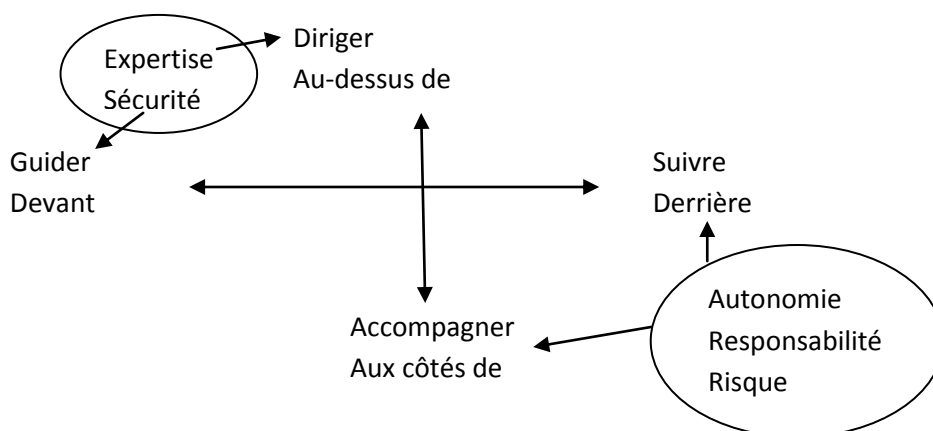 Expertise
Sécurité
Diriger
Au-dessus de
Guider
Devant
Suivre
Derrière
Accompagner
Aux côtés de
Autonomie
Responsabilité
Risque